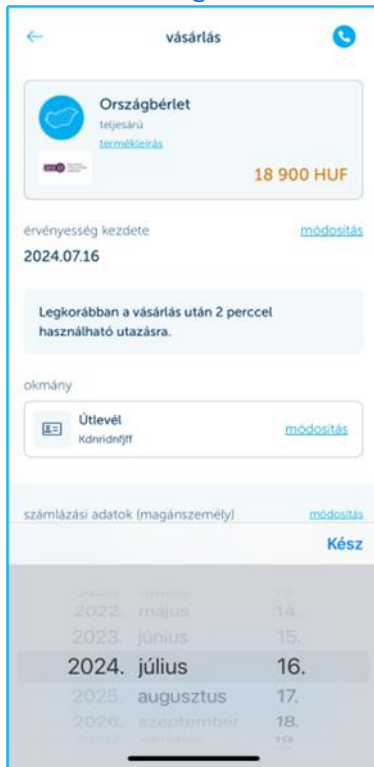 vásárlás
Országbérlet
teljesárú
termékleírás
18 900 HUF
érvényesség kezdete módosítás
2024.07.16
Legkorábban a vásárlás után 2 perccel
használható utazásra.
okmány
Útlevél
Kdnridnfjff
módosítás
számlázási adatok (magánszemély) módosítás
Kész
2022. május 14.
2023. június 15.
2024. július 16.
2025. augusztus 17.
2026. szeptember 18.
19.